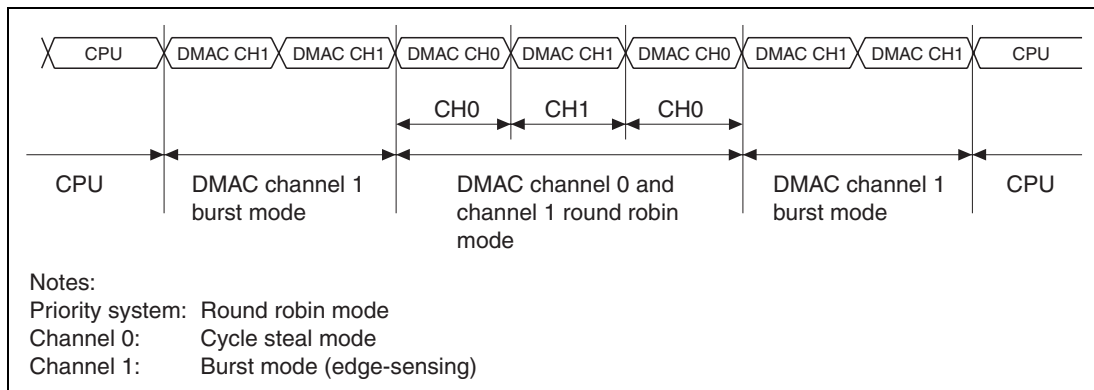 CPU DMAC CH1 DMAC CH1 DMAC CH0 DMAC CH1 DMAC CH0 DMAC CH1 DMAC CH1 CPU
CH0 CH1 CH0
CPU
DMAC channel 1
burst mode
DMAC channel 0 and
channel 1 round robin
mode
DMAC channel 1
burst mode
CPU
Notes:
Priority system: Round robin mode
Channel 0: Cycle steal mode
Channel 1: Burst mode (edge-sensing)